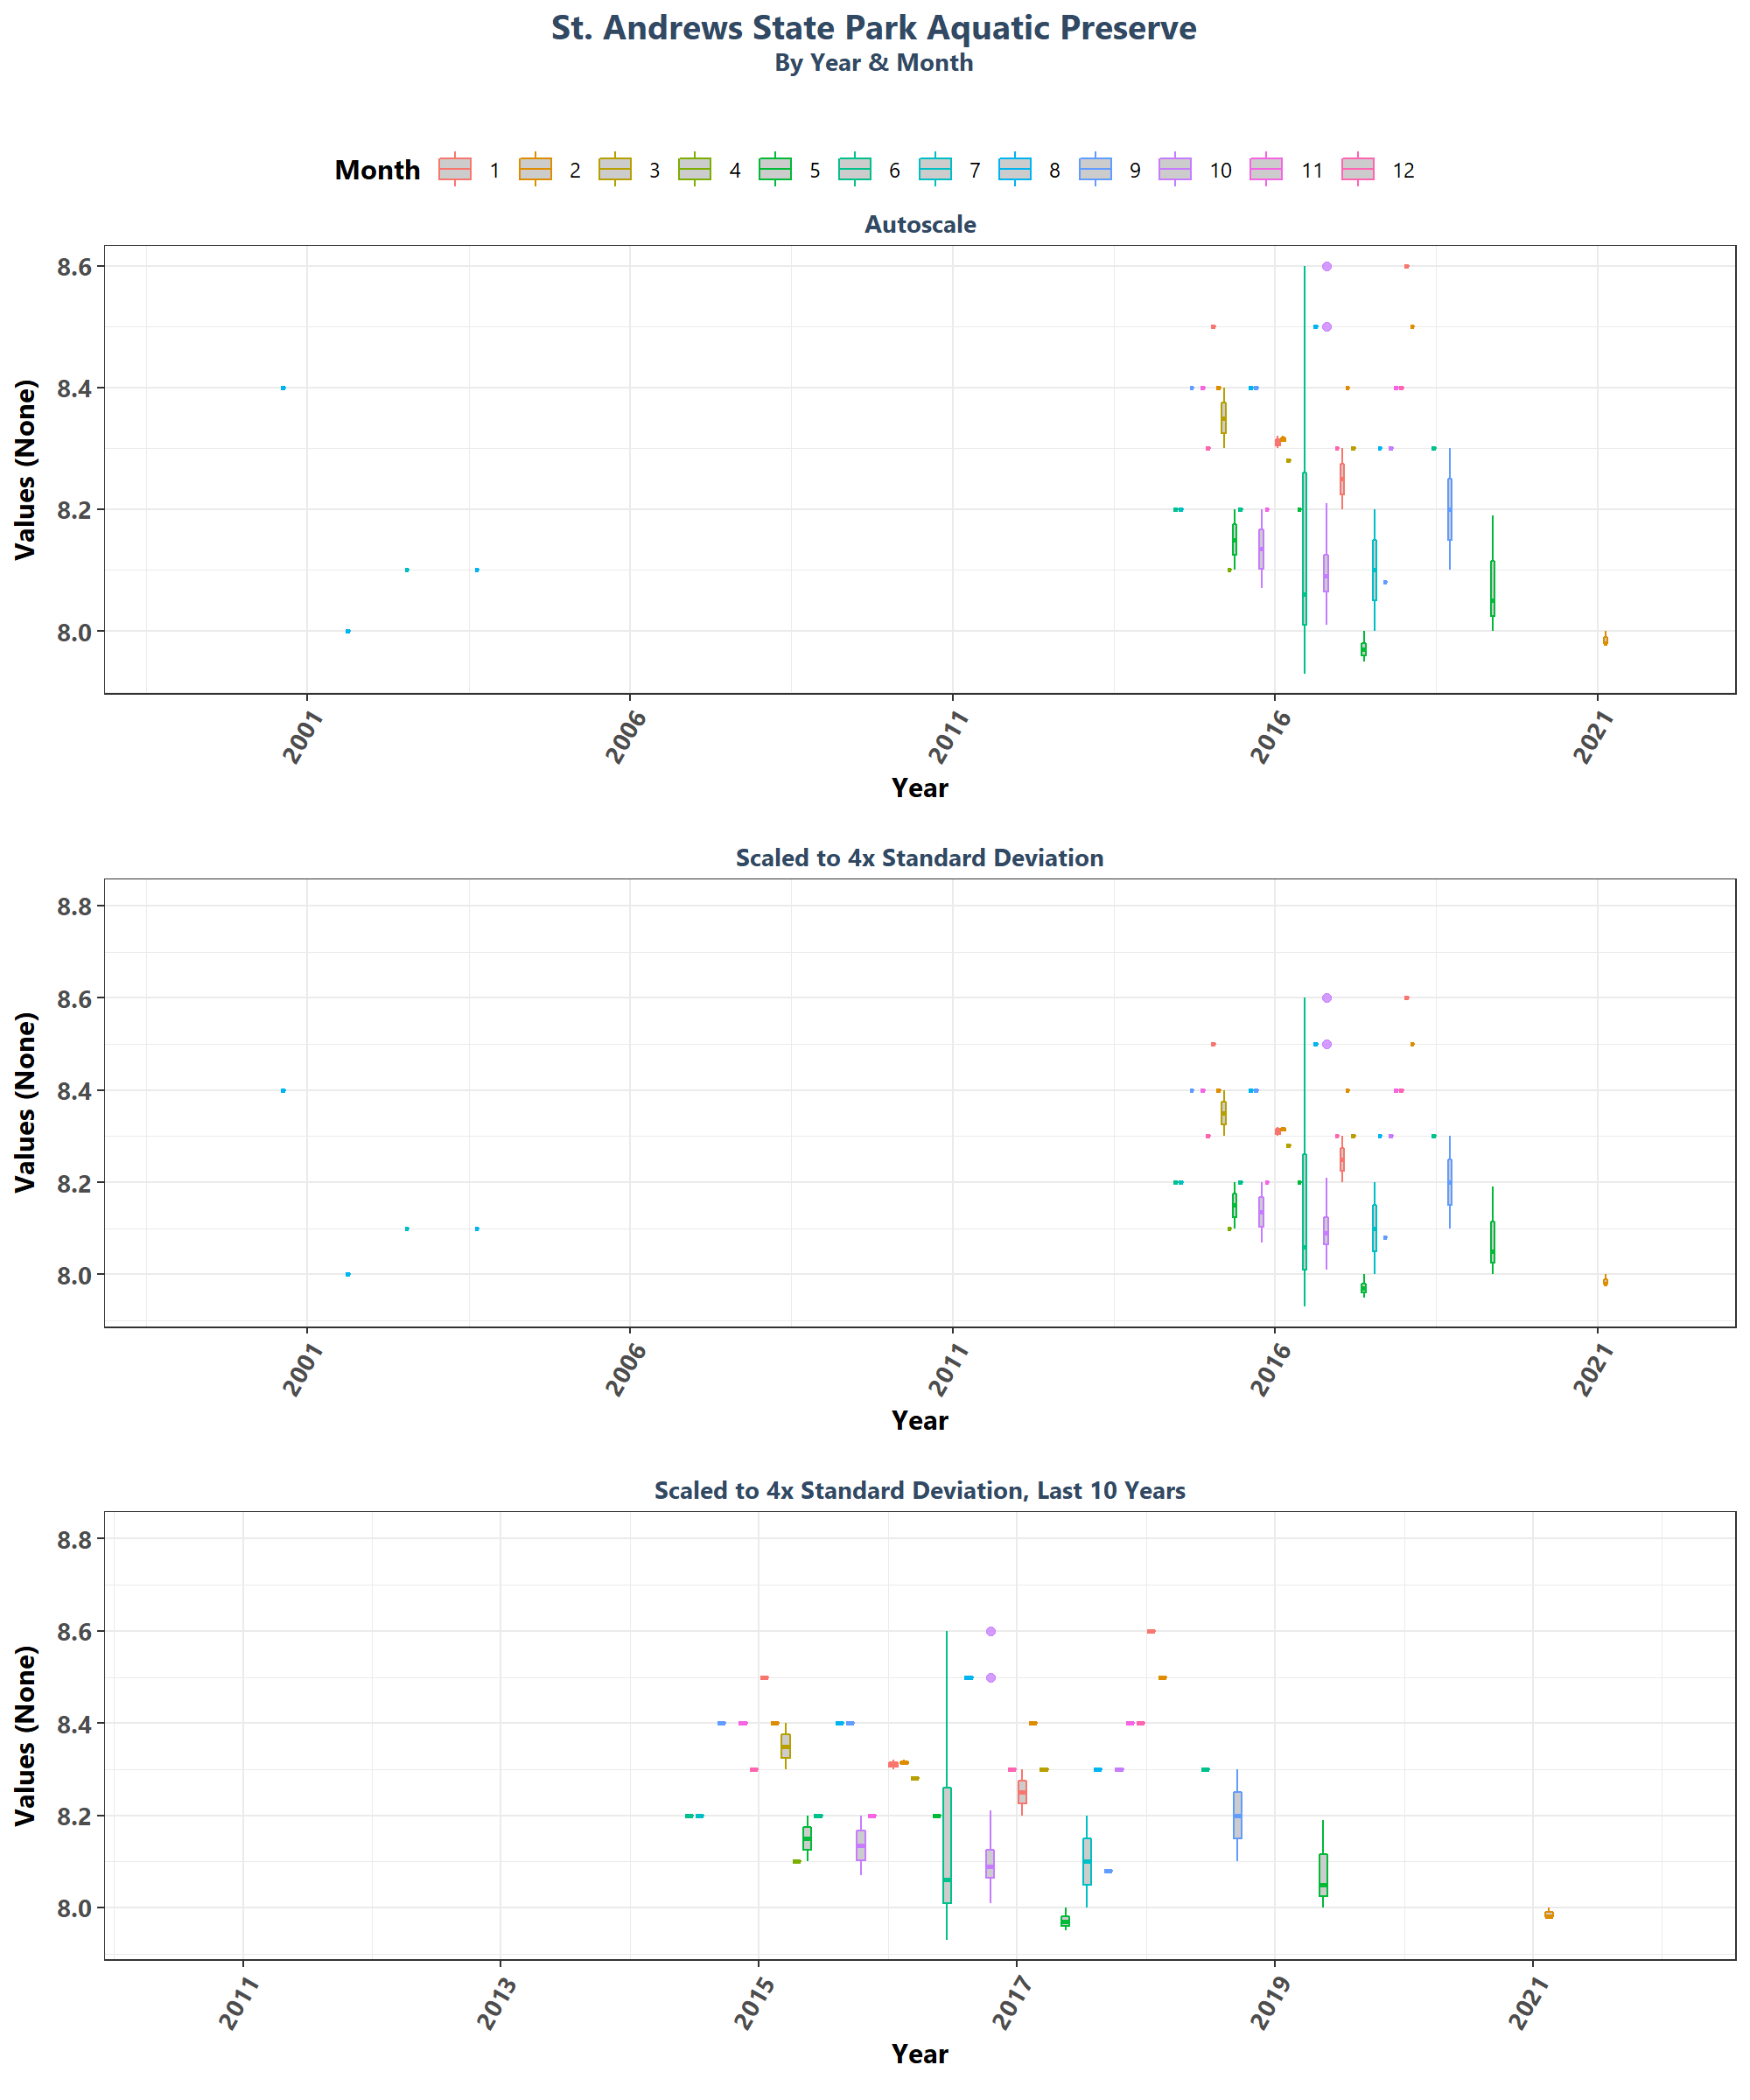 St. Andrews State Park Aquatic Preserve
By Year & Month
Month 1 2 3 4 5 6 7 8 9 10 11 12
Autoscale
Values (None)
8.6
8.4
8.2
8.0
2001 2006 2011 2016 2021
Year
Scaled to 4x Standard Deviation
Values (None)
8.8
8.6
8.4
8.2
8.0
2001 2006 2011 2016 2021
Year
Scaled to 4x Standard Deviation, Last 10 Years
Values (None)
8.8
8.6
8.4
8.2
8.0
2011 2013 2015 2017 2019 2021
Year